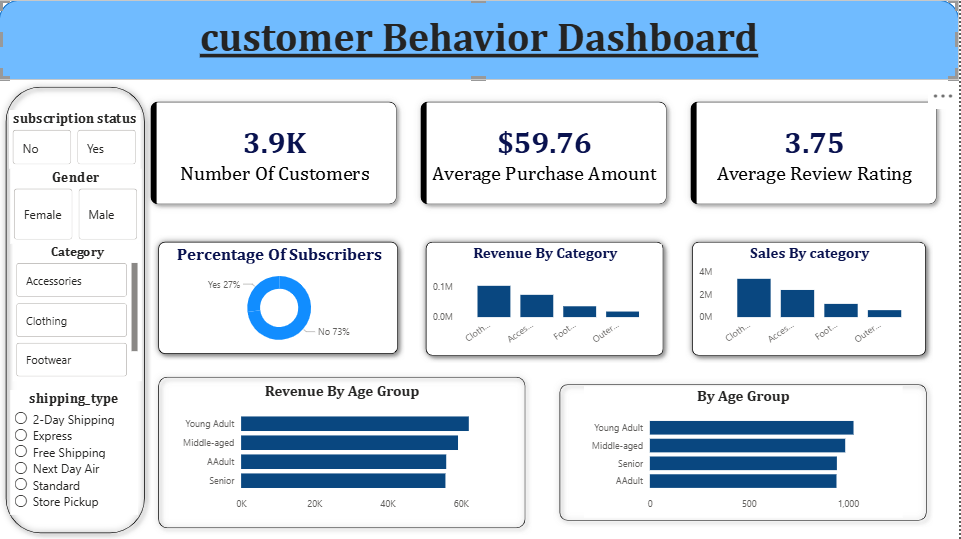 customer Behavior Dashboard
subscription status
No
Yes
Gender
Female
Male
Category
Accessories
Clothing
Footwear
shipping_type
2-Day Shipping
Express
Free Shipping
Next Day Air
Standard
Store Pickup
3.9K
Number Of Customers
$59.76
Average Purchase Amount
3.75
Average Review Rating
Percentage Of Subscribers
Yes 27%
No 73%
Revenue By Category
0.1M
0.0M
Cloth...
Acces...
Foot...
Outer...
Sales By category
4M
2M
0M
Cloth...
Acces...
Foot...
Outer...
Revenue By Age Group
Young Adult
Middle-aged
AAdult
Senior
0K 20K 40K 60K
By Age Group
Young Adult
Middle-aged
Senior
AAdult
0 500 1,000